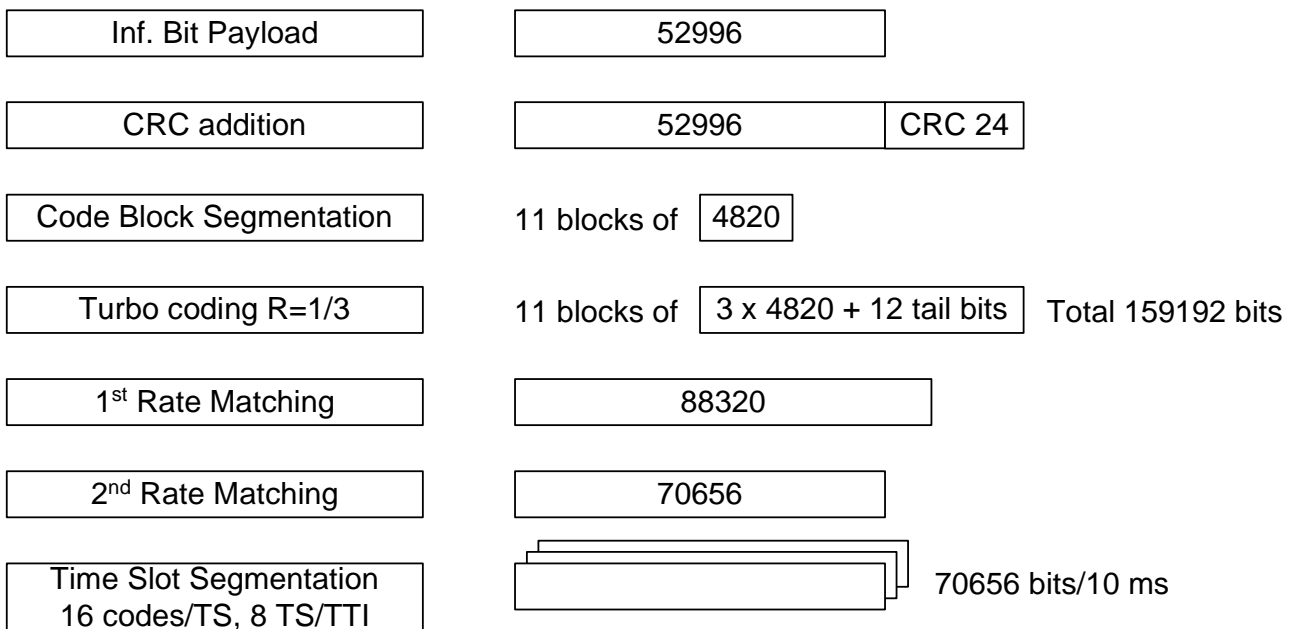 Inf. Bit Payload 52996
CRC addition 52996 CRC 24
Code Block Segmentation 11 blocks of 4820
Turbo coding R=1/3 11 blocks of 3 x 4820 + 12 tail bits Total 159192 bits
1st Rate Matching 88320
2nd Rate Matching 70656
Time Slot Segmentation
16 codes/TS, 8 TS/TTI
70656 bits/10 ms